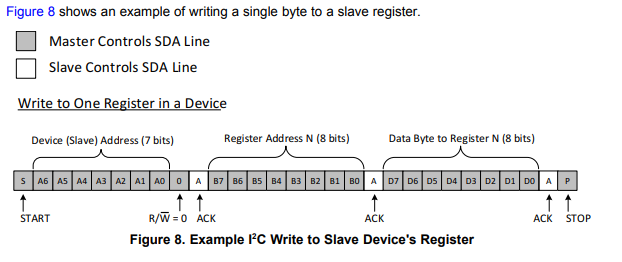 Figure 8 shows an example of writing a single byte to a slave register.
Master Controls SDA Line
Slave Controls SDA Line
Write to One Register in a Device
Device (Slave) Address (7 bits) Register Address N (8 bits) Data Byte to Register N (8 bits)
S A6 A5 A4 A3 A2 A1 A0 0 A B7 B6 B5 B4 B3 B2 B1 B0 A D7 D6 D5 D4 D3 D2 D1 D0 A P
START R/W̅ = 0 ACK ACK ACK STOP
Figure 8. Example I²C Write to Slave Device's Register